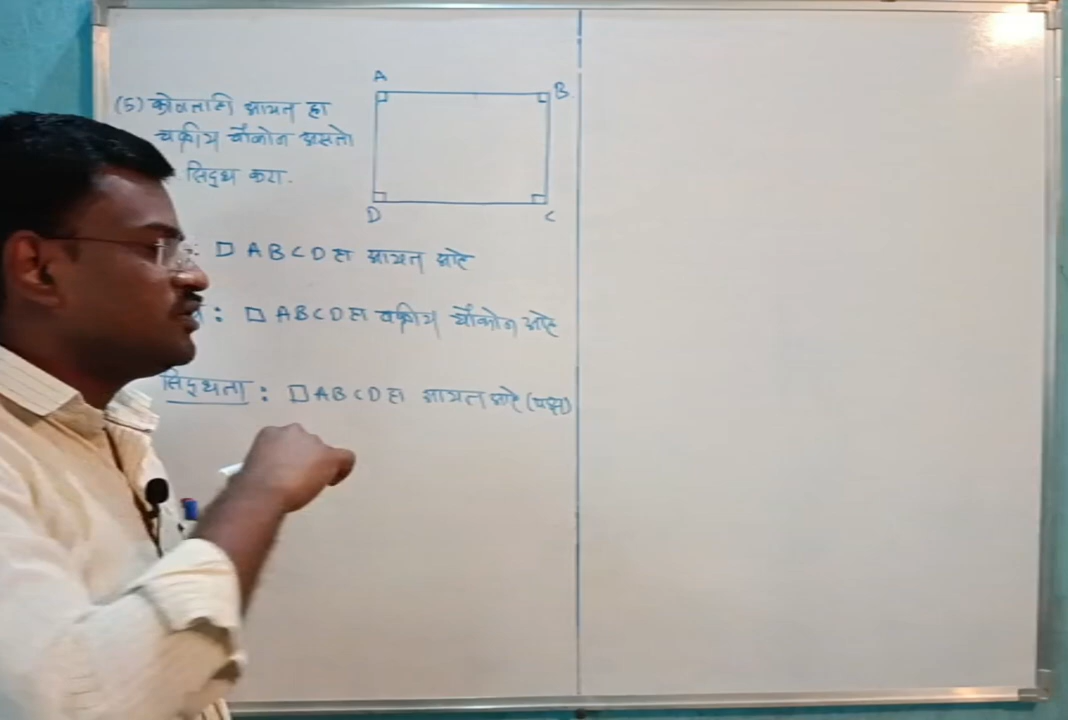 (5) कोणताही आयत हा
चक्रीय चौकोन असतो
सिद्ध करा.
A
B
D
C
: □ABCD हा आयत आहे
: □ABCD हा चक्रीय चौकोन आहे
सिद्धता : □ABCD हा आयत आहे (पक्ष)